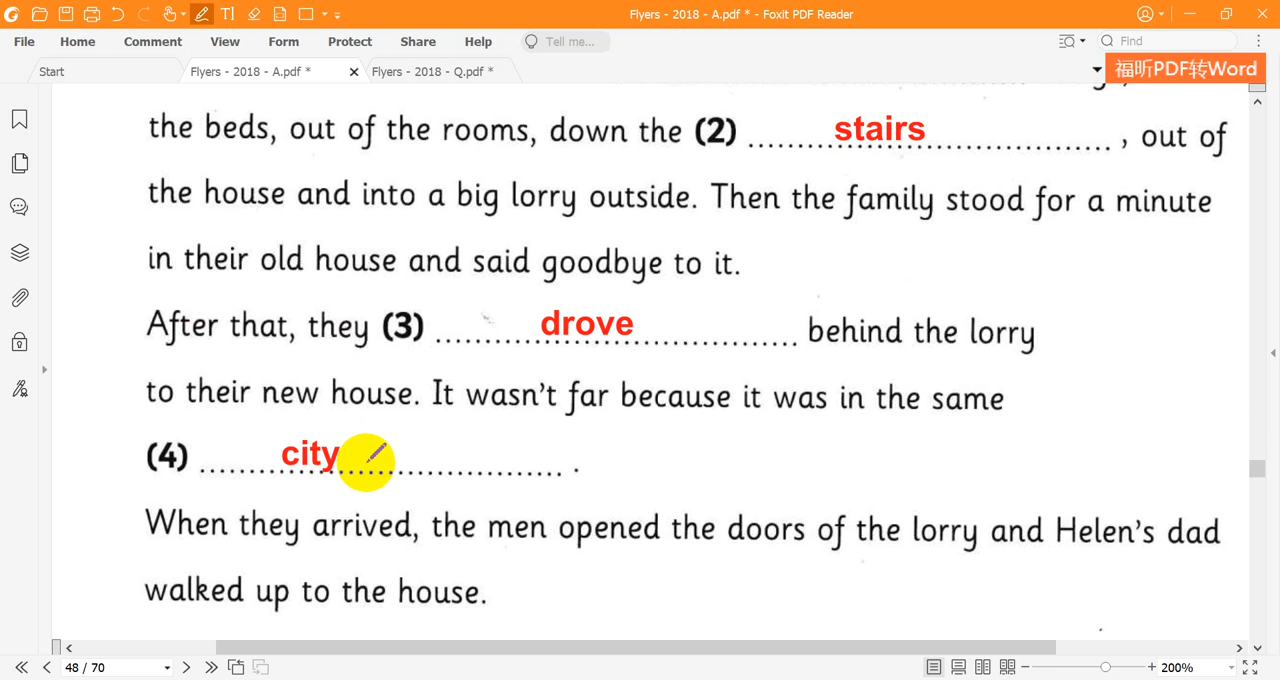 Flyers - 2018 - A.pdf * - Foxit PDF Reader
File Home Comment View Form Protect Share Help Tell me... Find
Start Flyers - 2018 - A.pdf * Flyers - 2018 - Q.pdf * 福昕PDF转Word
the beds, out of the rooms, down the (2) stairs, out of
the house and into a big lorry outside. Then the family stood for a minute
in their old house and said goodbye to it.
After that, they (3) drove behind the lorry
to their new house. It wasn't far because it was in the same
(4) city.
When they arrived, the men opened the doors of the lorry and Helen's dad
walked up to the house.
48 / 70 200%